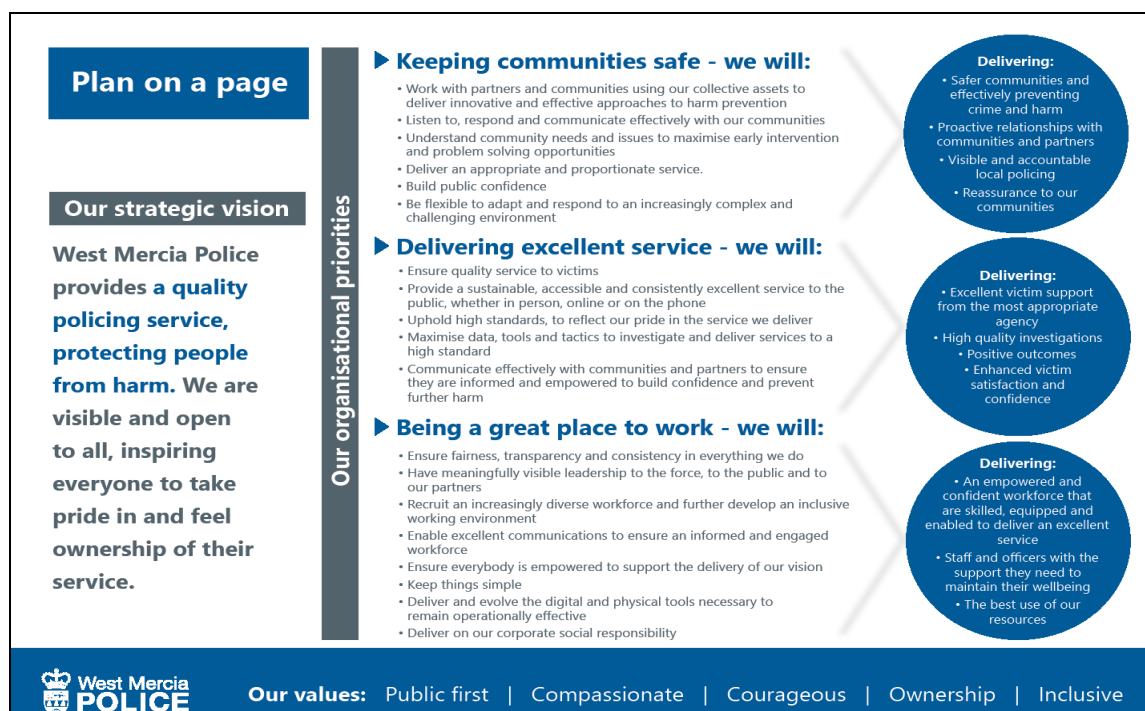 Plan on a page
Our strategic vision
West Mercia Police
provides a quality
policing service,
protecting people
from harm. We are
visible and open
to all, inspiring
everyone to take
pride in and feel
ownership of their
service.
Our organisational priorities
Keeping communities safe - we will:
• Work with partners and communities using our collective assets to
deliver innovative and effective approaches to harm prevention
• Listen to, respond and communicate effectively with our communities
• Understand community needs and issues to maximise early intervention
and problem solving opportunities
• Deliver an appropriate and proportionate service.
• Build public confidence
• Be flexible to adapt and respond to an increasingly complex and
challenging environment
Delivering:
• Safer communities and
effectively preventing
crime and harm
• Proactive relationships with
communities and partners
• Visible and accountable
local policing
• Reassurance to our
communities
Delivering excellent service - we will:
• Ensure quality service to victims
• Provide a sustainable, accessible and consistently excellent service to the
public, whether in person, online or on the phone
• Uphold high standards, to reflect our pride in the service we deliver
• Maximise data, tools and tactics to investigate and deliver services to a
high standard
• Communicate effectively with communities and partners to ensure
they are informed and empowered to build confidence and prevent
further harm
Delivering:
• Excellent victim support
from the most appropriate
agency
• High quality investigations
• Positive outcomes
• Enhanced victim
satisfaction and
confidence
Being a great place to work - we will:
• Ensure fairness, transparency and consistency in everything we do
• Have meaningfully visible leadership to the force, to the public and to
our partners
• Recruit an increasingly diverse workforce and further develop an inclusive
working environment
• Enable excellent communications to ensure an informed and engaged
workforce
• Ensure everybody is empowered to support the delivery of our vision
• Keep things simple
• Deliver and evolve the digital and physical tools necessary to
remain operationally effective
• Deliver on our corporate social responsibility
Delivering:
• An empowered and
confident workforce that
are skilled, equipped and
enabled to deliver an excellent
service
• Staff and officers with the
support they need to
maintain their wellbeing
• The best use of our
resources
West Mercia
POLICE
Our values: Public first | Compassionate | Courageous | Ownership | Inclusive